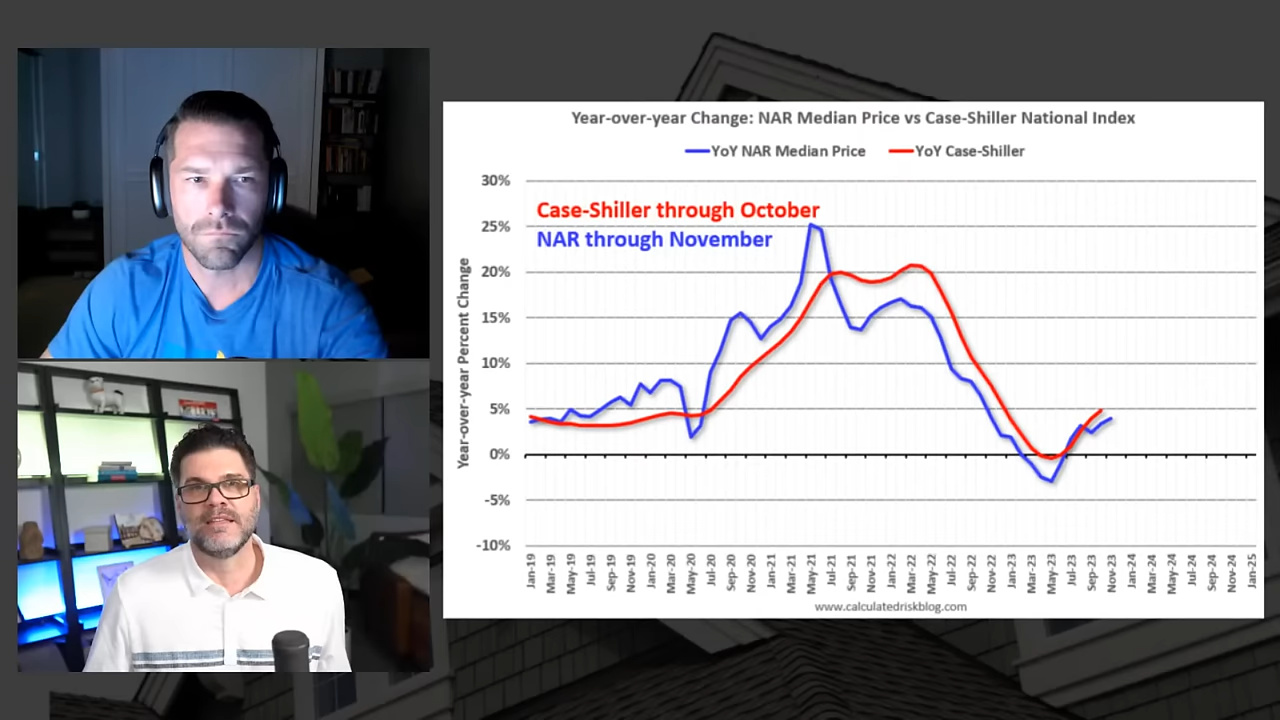 Year-over-year Change: NAR Median Price vs Case-Shiller National Index
YoY NAR Median Price
YoY Case-Shiller
Case-Shiller through October
NAR through November
Year-over-year Percent Change
30%
25%
20%
15%
10%
5%
0%
-5%
-10%
Jan-19
Mar-19
May-19
Jul-19
Sep-19
Nov-19
Jan-20
Mar-20
May-20
Jul-20
Sep-20
Nov-20
Jan-21
Mar-21
May-21
Jul-21
Sep-21
Nov-21
Jan-22
Mar-22
May-22
Jul-22
Sep-22
Nov-22
Jan-23
Mar-23
May-23
Jul-23
Sep-23
Nov-23
Jan-24
Mar-24
May-24
Jul-24
Sep-24
Nov-24
Jan-25
www.calculatedriskblog.com